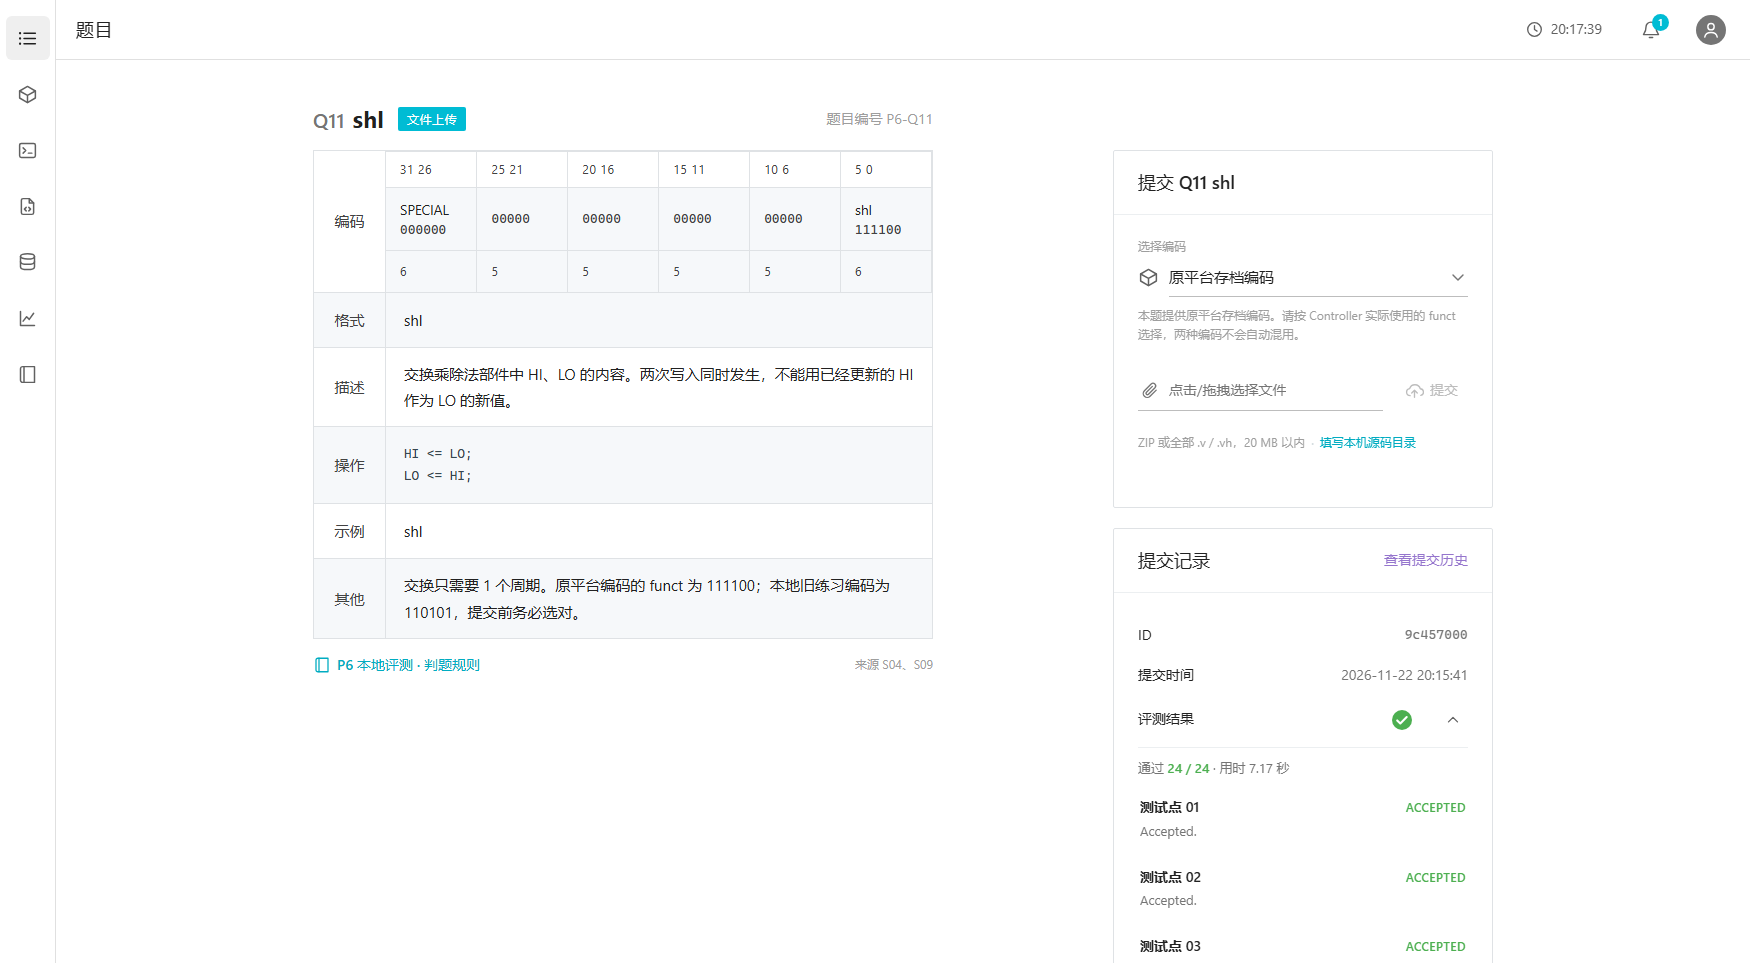 题目
20:17:39
1
Q11 shl 文件上传
题目编号 P6-Q11
编码
31 26
25 21
20 16
15 11
10 6
5 0
SPECIAL
000000
00000
00000
00000
00000
shl
111100
6
5
5
5
5
6
格式
shl
描述
交换乘除法部件中 HI、LO 的内容。两次写入同时发生，不能用已经更新的 HI
作为 LO 的新值。
操作
HI <= LO;
LO <= HI;
示例
shl
其他
交换只需要 1 个周期。原平台编码的 funct 为 111100；本地旧练习编码为
110101，提交前务必选对。
P6 本地评测 · 判题规则
来源 S04、S09
提交 Q11 shl
选择编码
原平台存档编码
本题提供原平台存档编码。请按 Controller 实际使用的 funct
选择，两种编码不会自动混用。
点击/拖拽选择文件
提交
ZIP 或全部 .v / .vh，20 MB 以内 · 填写本机源码目录
提交记录
查看提交历史
ID
9c457000
提交时间
2026-11-22 20:15:41
评测结果
通过 24 / 24 · 用时 7.17 秒
测试点 01
ACCEPTED
Accepted.
测试点 02
ACCEPTED
Accepted.
测试点 03
ACCEPTED